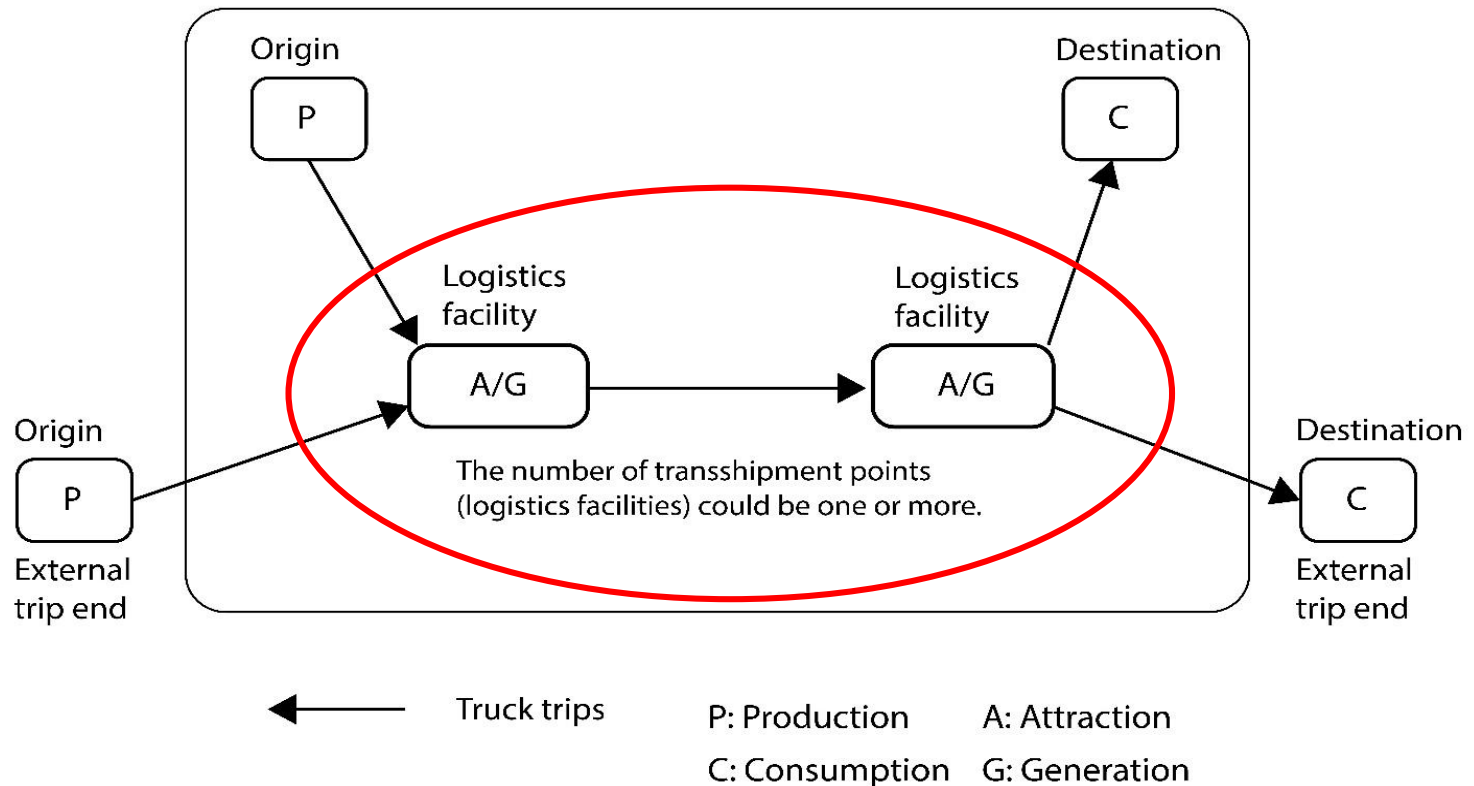 Origin
P
Destination
C
Logistics
facility
A/G
Logistics
facility
A/G
The number of transshipment points
(logistics facilities) could be one or more.
Origin
P
External
trip end
Destination
C
External
trip end
Truck trips
P: Production
A: Attraction
C: Consumption
G: Generation